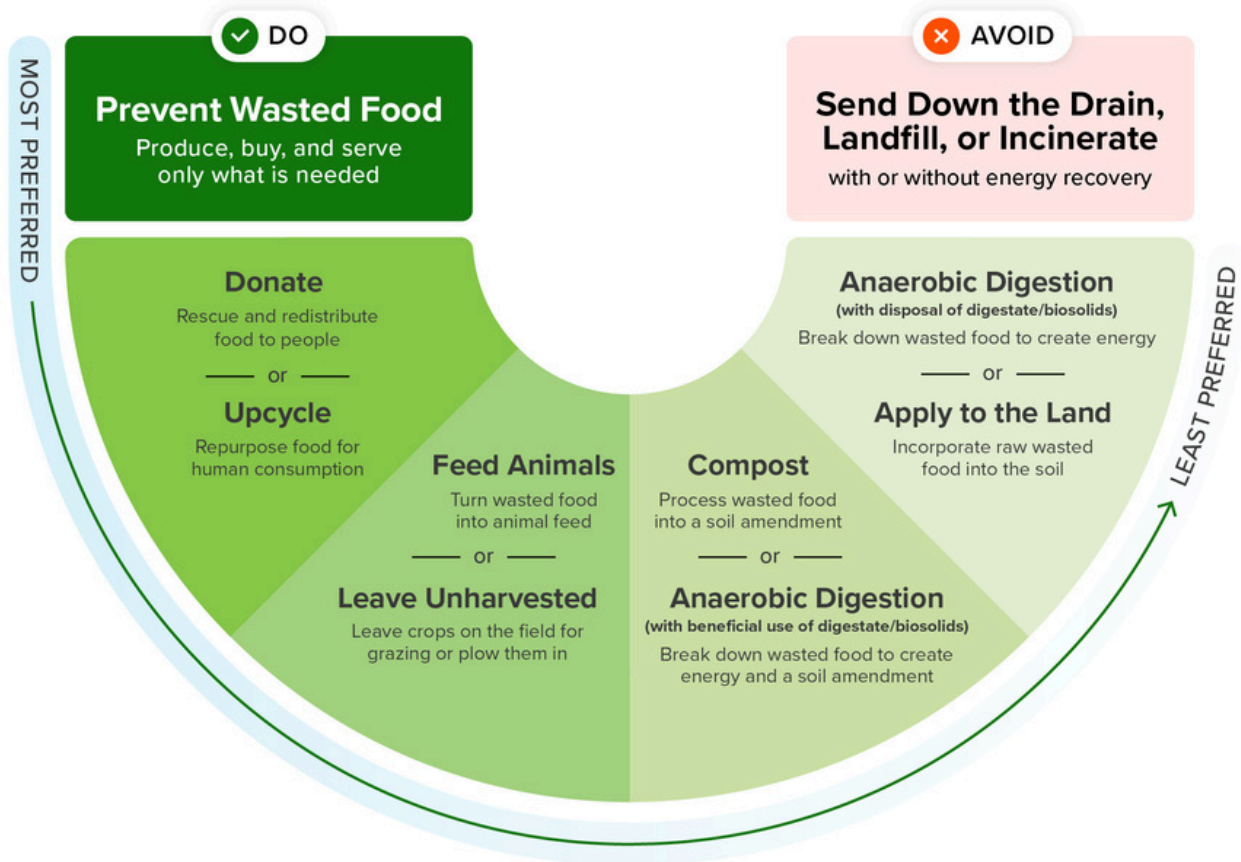 DO
Prevent Wasted Food
Produce, buy, and serve
only what is needed
MOST PREFERRED
Donate
Rescue and redistribute
food to people
or
Upcycle
Repurpose food for
human consumption
Feed Animals
Turn wasted food
into animal feed
or
Leave Unharvested
Leave crops on the field for
grazing or plow them in
Compost
Process wasted food
into a soil amendment
or
Anaerobic Digestion
(with beneficial use of digestate/biosolids)
Break down wasted food to create
energy and a soil amendment
Anaerobic Digestion
(with disposal of digestate/biosolids)
Break down wasted food to create energy
or
Apply to the Land
Incorporate raw wasted
food into the soil
LEAST PREFERRED
AVOID
Send Down the Drain,
Landfill, or Incinerate
with or without energy recovery